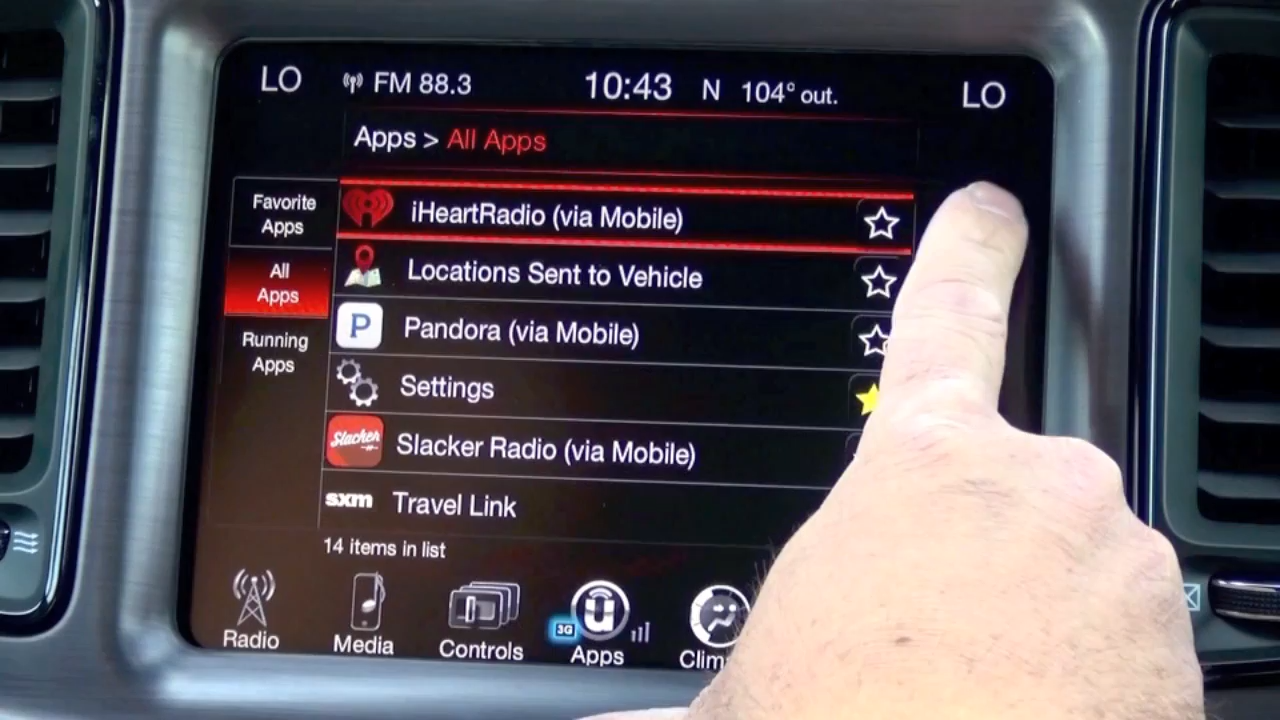 LO FM 88.3 10:43 N 104° out. LO
Apps > All Apps
Favorite
Apps
All
Apps
Running
Apps
iHeartRadio (via Mobile)
Locations Sent to Vehicle
P Pandora (via Mobile)
Settings
Slacker Slacker Radio (via Mobile)
sxm Travel Link
14 items in list
Radio
Media
Controls
3G u
Apps
Clim